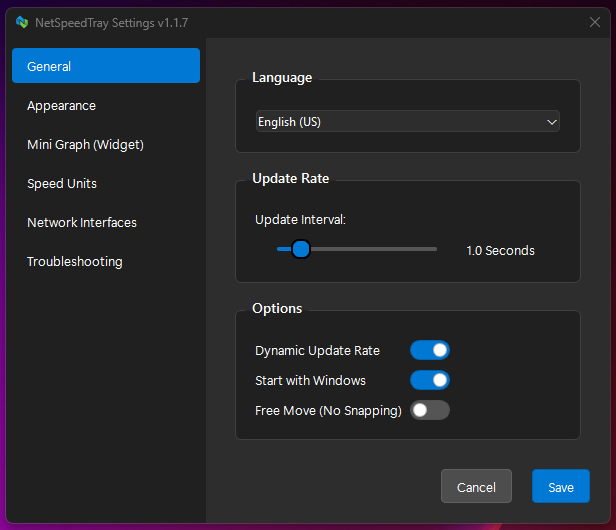 NetSpeedTray Settings v1.1.7
General
Appearance
Mini Graph (Widget)
Speed Units
Network Interfaces
Troubleshooting
Language
English (US)
Update Rate
Update Interval:
1.0 Seconds
Options
Dynamic Update Rate
Start with Windows
Free Move (No Snapping)
Cancel
Save